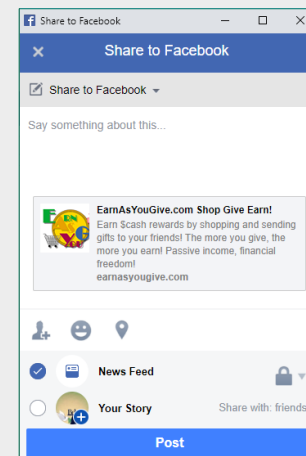 Share to Facebook
Share to Facebook
Share to Facebook
Say something about this...
EarnAsYouGive.com Shop Give Earn!
Earn $cash rewards by shopping and sending
gifts to your friends! The more you give, the
more you earn! Passive income, financial
freedom!
earnasyougive.com
News Feed
Your Story
Share with: friends
Post